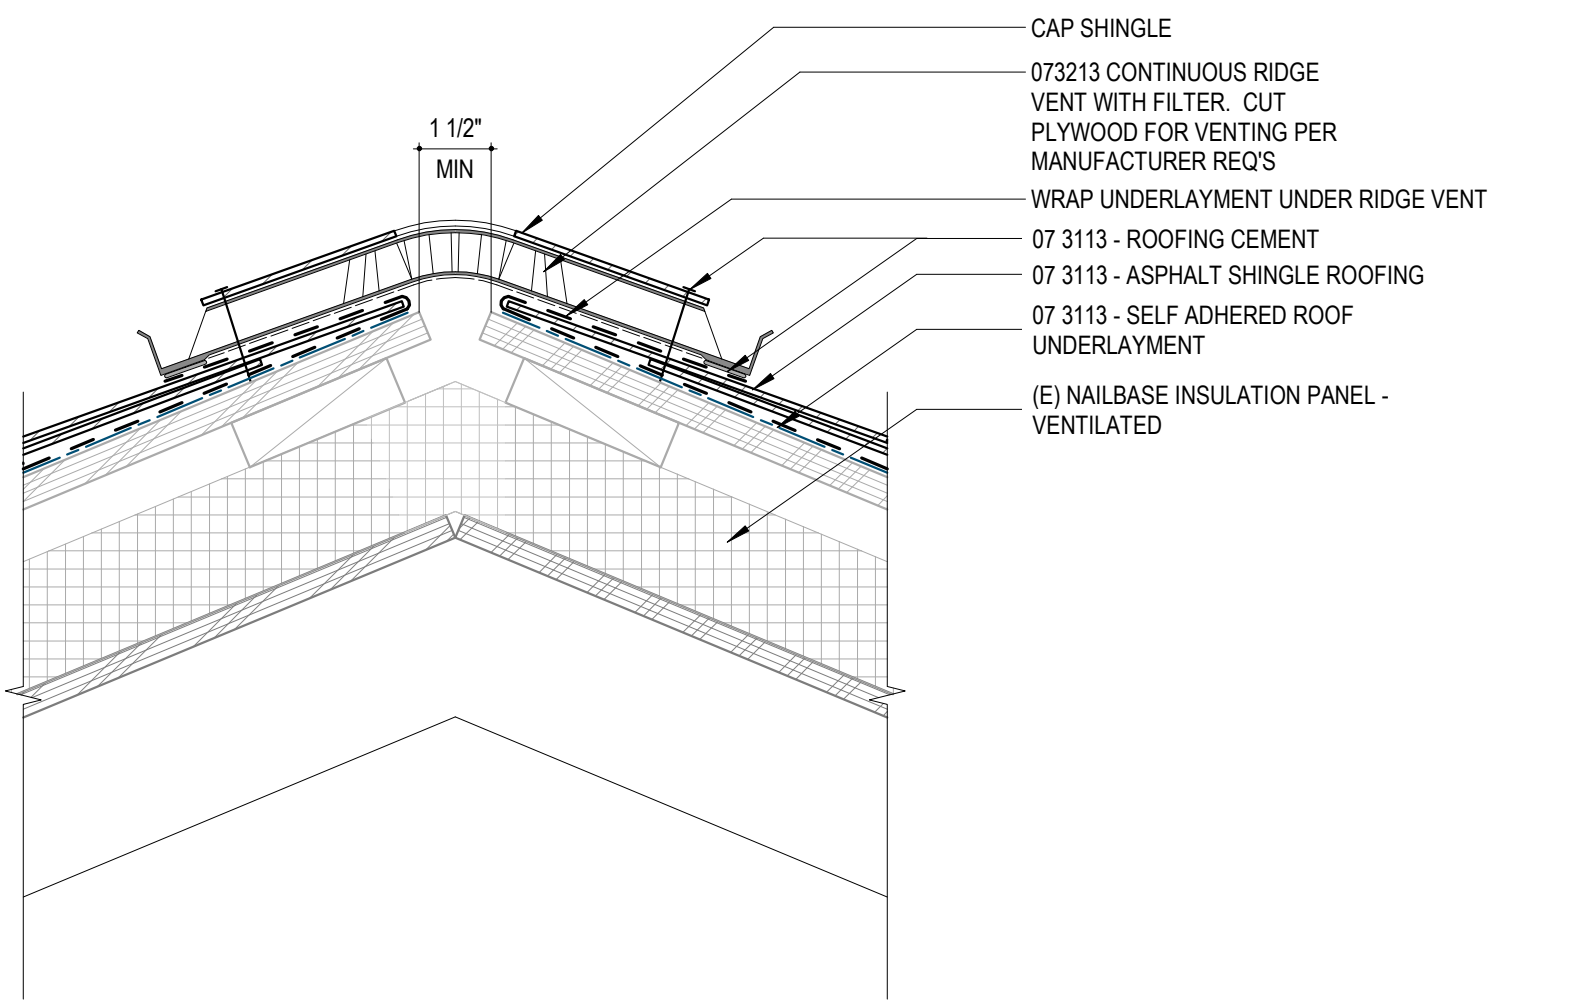 CAP SHINGLE
073213 CONTINUOUS RIDGE
VENT WITH FILTER. CUT
PLYWOOD FOR VENTING PER
MANUFACTURER REQ'S
1 1/2"
MIN
WRAP UNDERLAYMENT UNDER RIDGE VENT
07 3113 - ROOFING CEMENT
07 3113 - ASPHALT SHINGLE ROOFING
07 3113 - SELF ADHERED ROOF
UNDERLAYMENT
(E) NAILBASE INSULATION PANEL -
VENTILATED